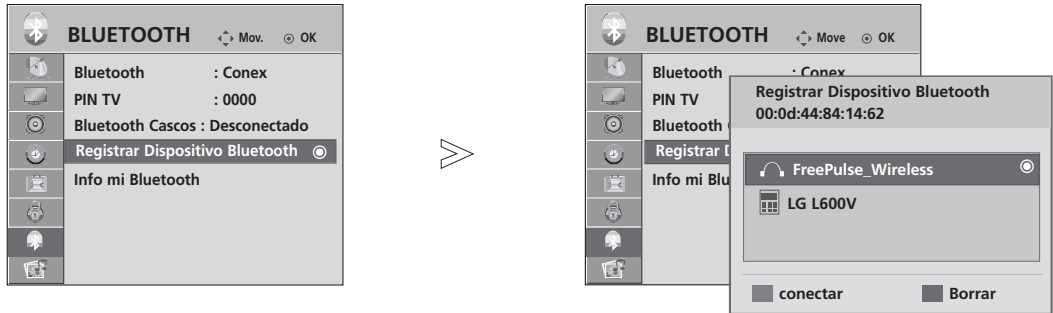 BLUETOOTH Mov. OK
Bluetooth : Conex
PIN TV : 0000
Bluetooth Cascos : Desconectado
Registrar Dispositivo Bluetooth
Info mi Bluetooth
BLUETOOTH Move OK
Bluetooth : Conex
PIN TV
Bluetooth
Registrar
Info mi Blu
Registrar Dispositivo Bluetooth
00:0d:44:84:14:62
FreePulse_Wireless
LG L600V
conectar Borrar